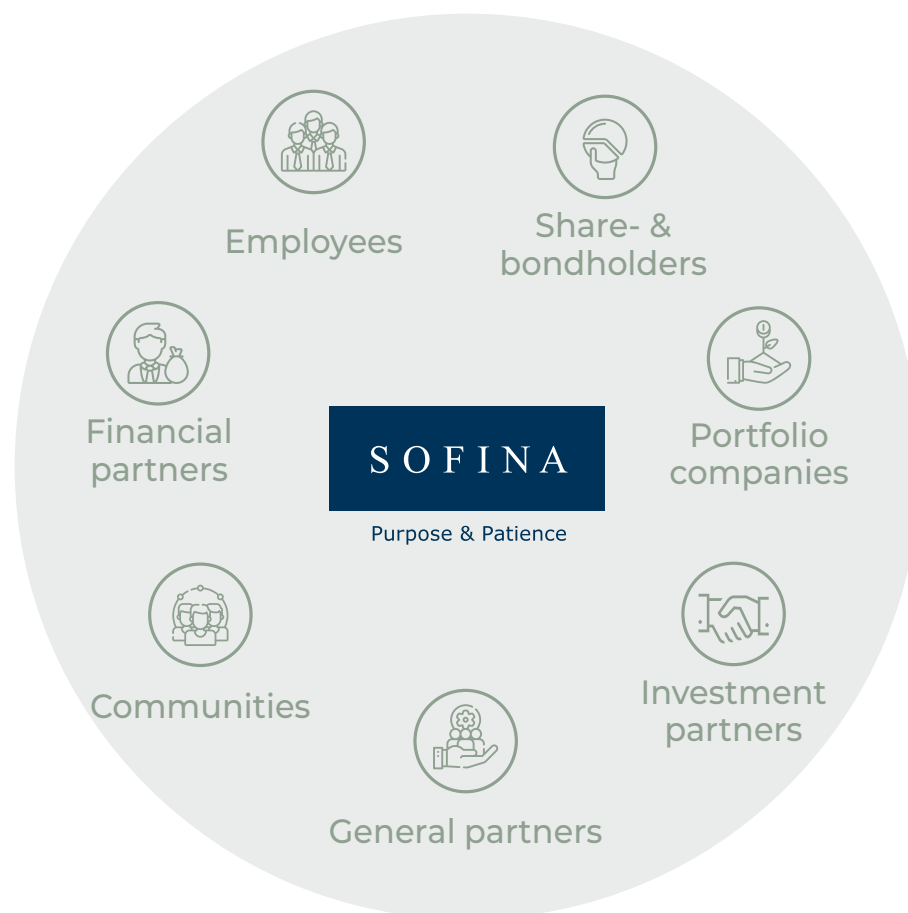 Employees
Share- &
bondholders
Financial
partners
Portfolio
companies
SOFINA
Purpose & Patience
Communities
Investment
partners
General partners